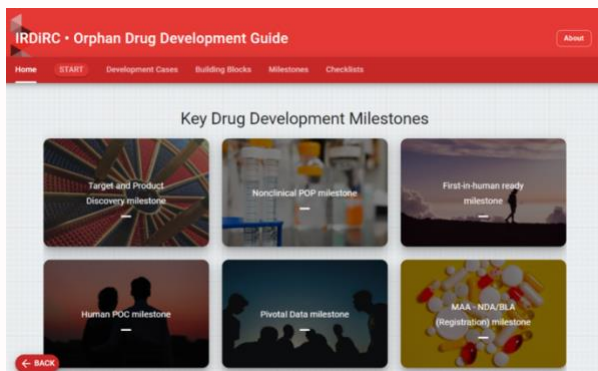 IRDiRC • Orphan Drug Development Guide
About
Home START Development Cases Building Blocks Milestones Checklists
Key Drug Development Milestones
Target and Product
Discovery milestone
Nonclinical POP milestone
First-in-human ready
milestone
Human POC milestone
Pivotal Data milestone
MAA - NDA/BLA
(Registration) milestone
← BACK